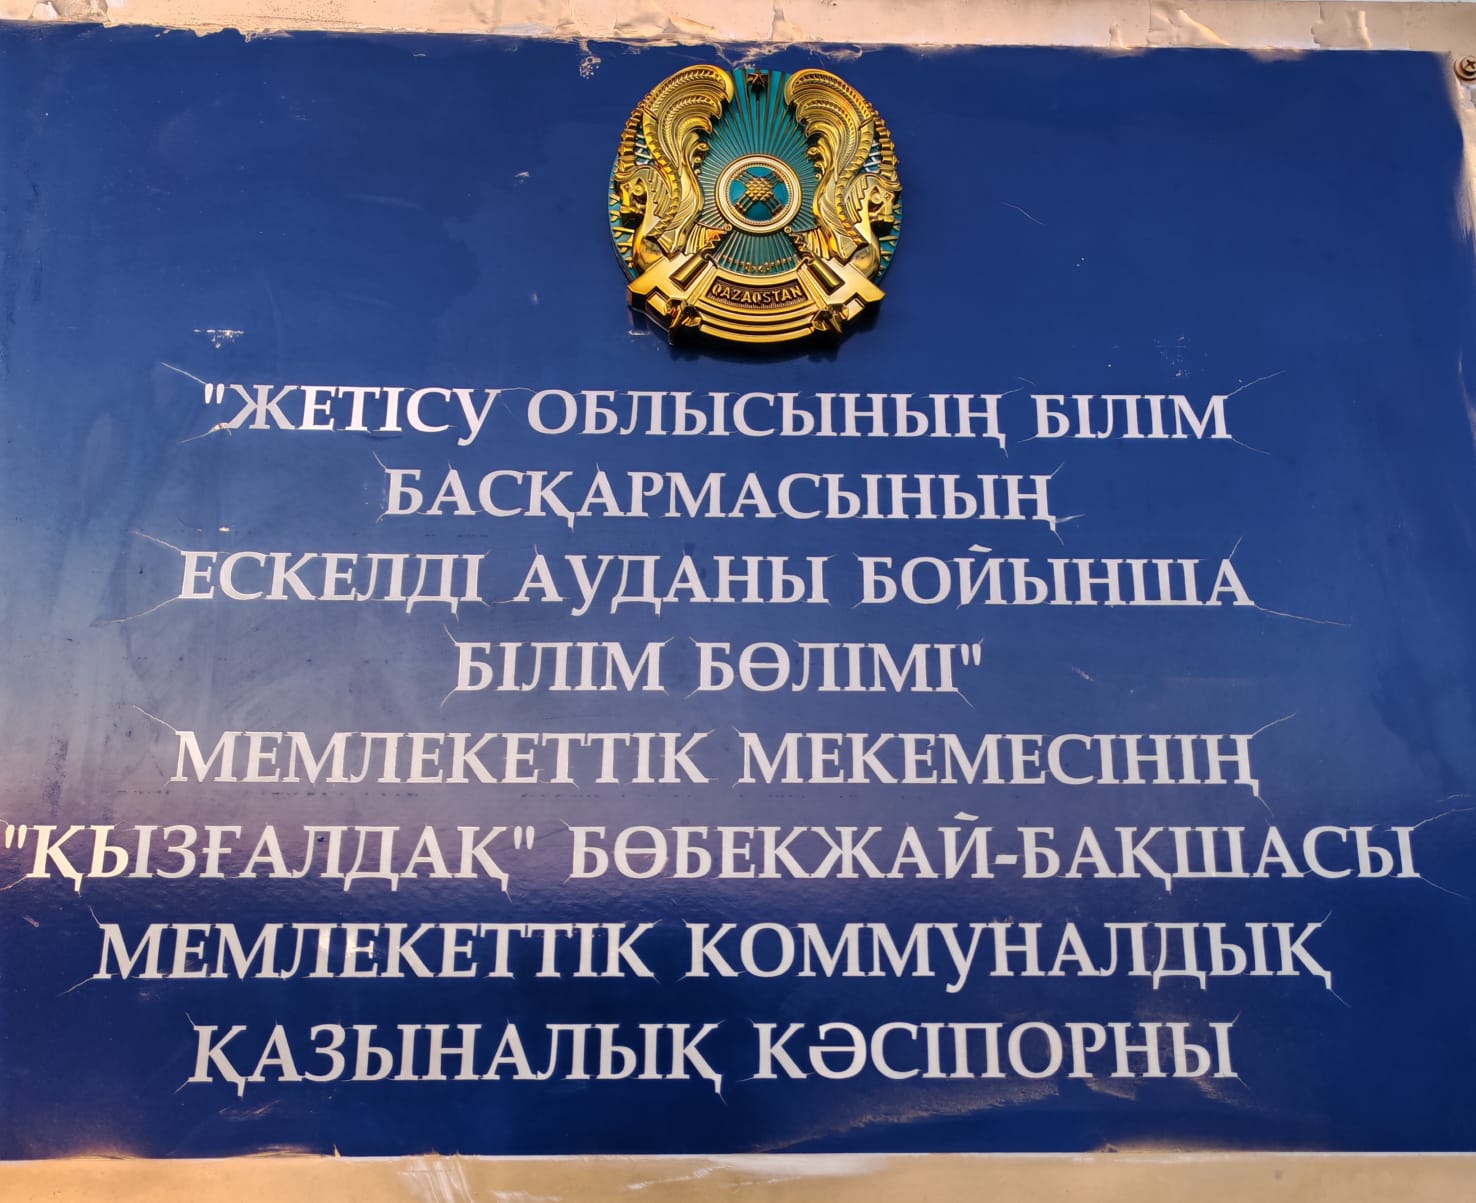 QAZAQSTAN
"ЖЕТІСУ ОБЛЫСЫНЫҢ БІЛІМ
БАСҚАРМАСЫНЫҢ
ЕСКЕЛДІ АУДАНЫ БОЙЫНША
БІЛІМ БӨЛІМІ"
МЕМЛЕКЕТТІК МЕКЕМЕСІНІҢ
"ҚЫЗҒАЛДАҚ" БӨБЕКЖАЙ-БАҚШАСЫ
МЕМЛЕКЕТТІК КОММУНАЛДЫҚ
ҚАЗЫНАЛЫҚ КӘСІПОРНЫ